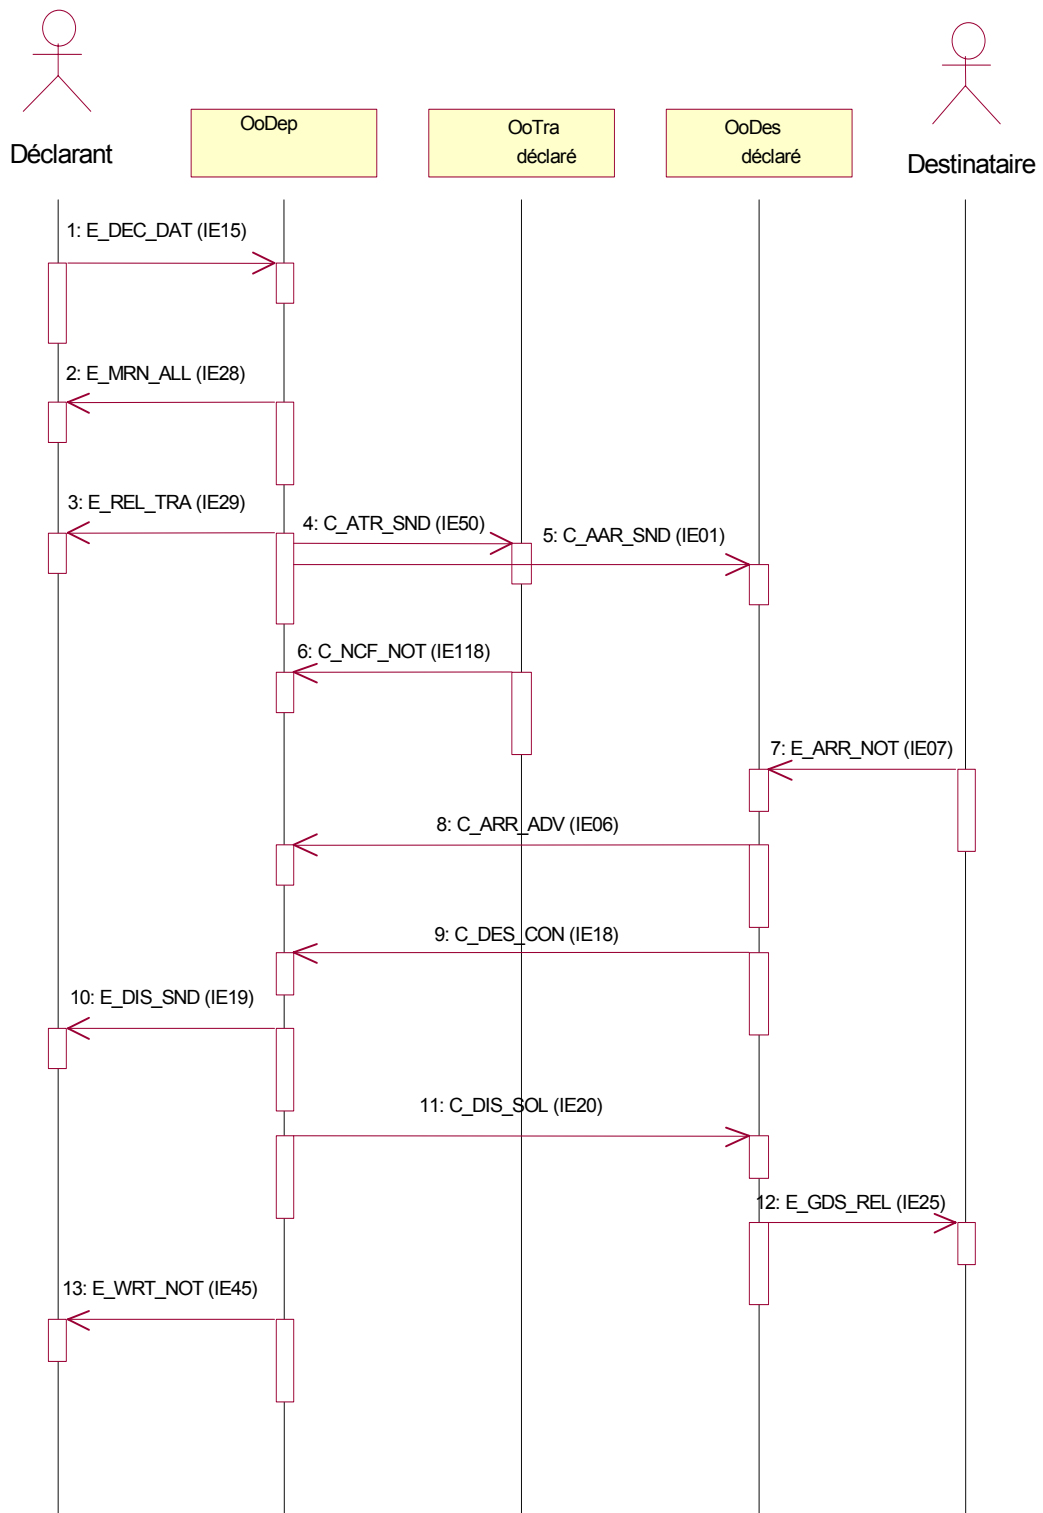 Déclarant
OoDep
OoTra
déclaré
OoDes
déclaré
Destinataire
1: E_DEC_DAT (IE15)
2: E_MRN_ALL (IE28)
3: E_REL_TRA (IE29)
4: C_ATR_SND (IE50)
5: C_AAR_SND (IE01)
6: C_NCF_NOT (IE118)
7: E_ARR_NOT (IE07)
8: C_ARR_ADV (IE06)
9: C_DES_CON (IE18)
10: E_DIS_SND (IE19)
11: C_DIS_SOL (IE20)
12: E_GDS_REL (IE25)
13: E_WRT_NOT (IE45)